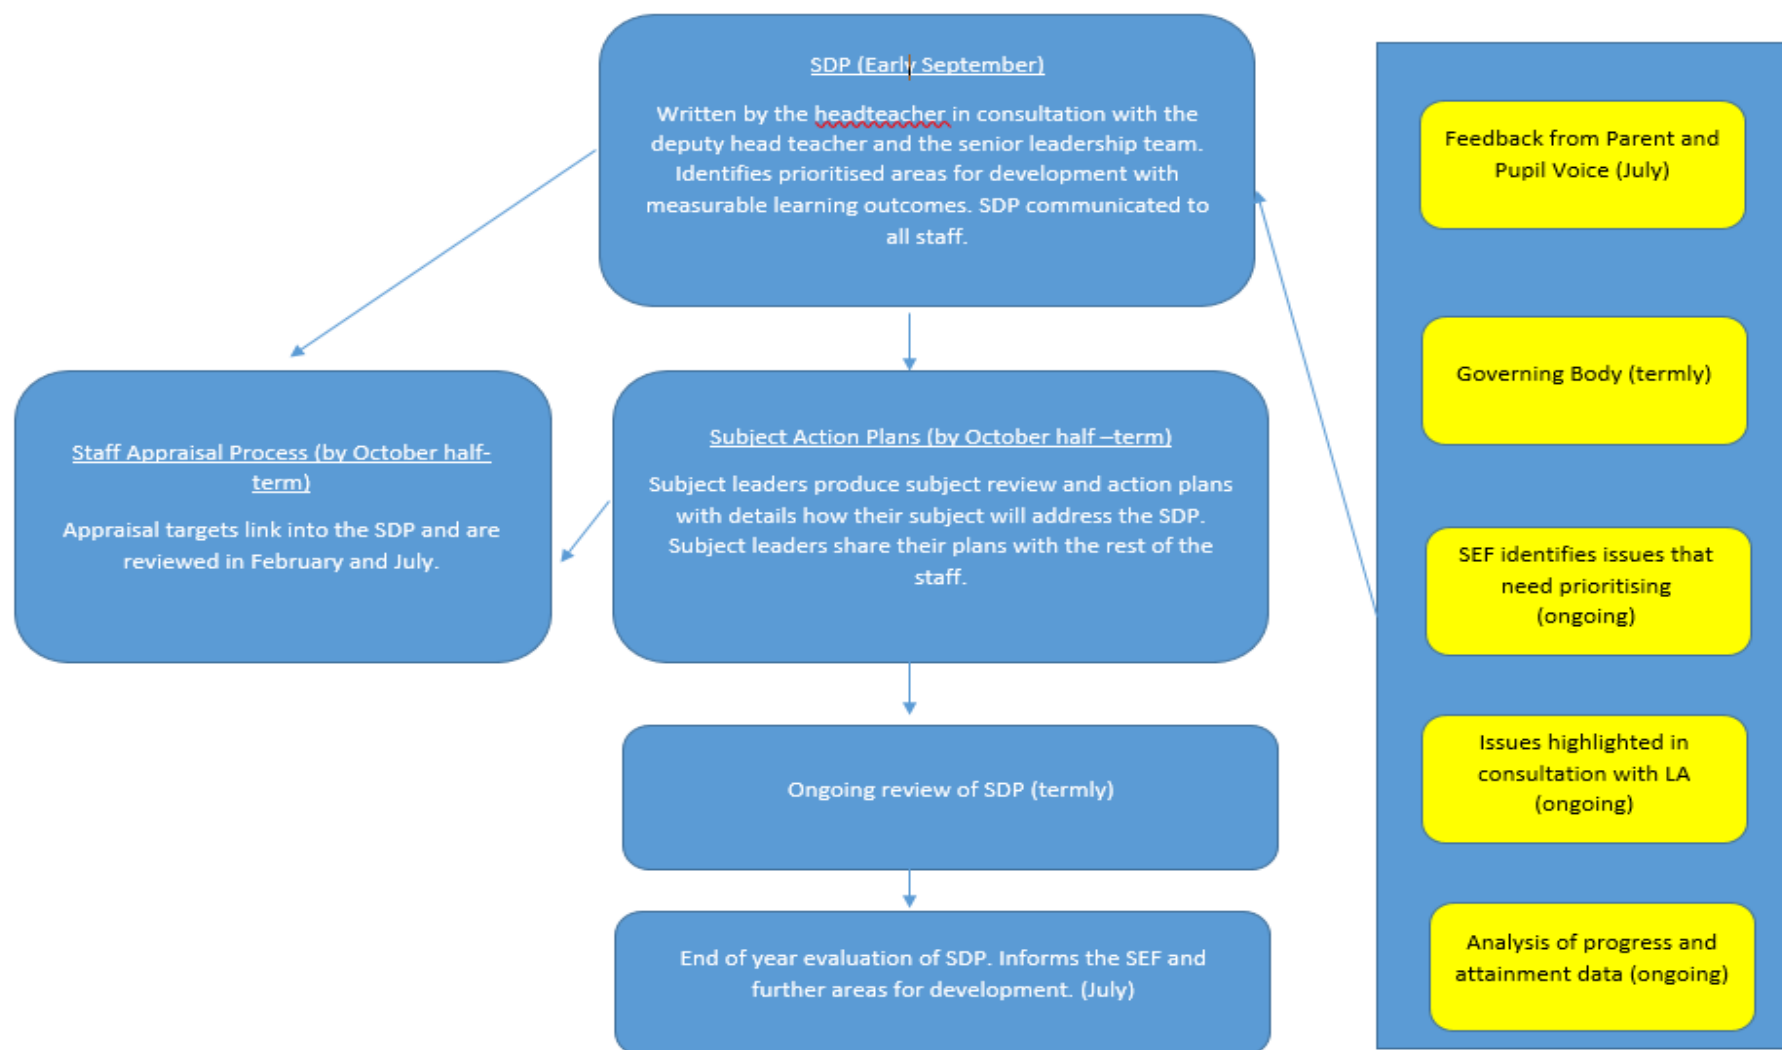 SDP (Early September)
Written by the headteacher in consultation with the
deputy head teacher and the senior leadership team.
Identifies prioritised areas for development with
measurable learning outcomes. SDP communicated to
all staff.
Staff Appraisal Process (by October half-
term)
Appraisal targets link into the SDP and are
reviewed in February and July.
Subject Action Plans (by October half –term)
Subject leaders produce subject review and action plans
with details how their subject will address the SDP.
Subject leaders share their plans with the rest of the
staff.
Ongoing review of SDP (termly)
End of year evaluation of SDP. Informs the SEF and
further areas for development. (July)
Feedback from Parent and
Pupil Voice (July)
Governing Body (termly)
SEF identifies issues that
need prioritising
(ongoing)
Issues highlighted in
consultation with LA
(ongoing)
Analysis of progress and
attainment data (ongoing)